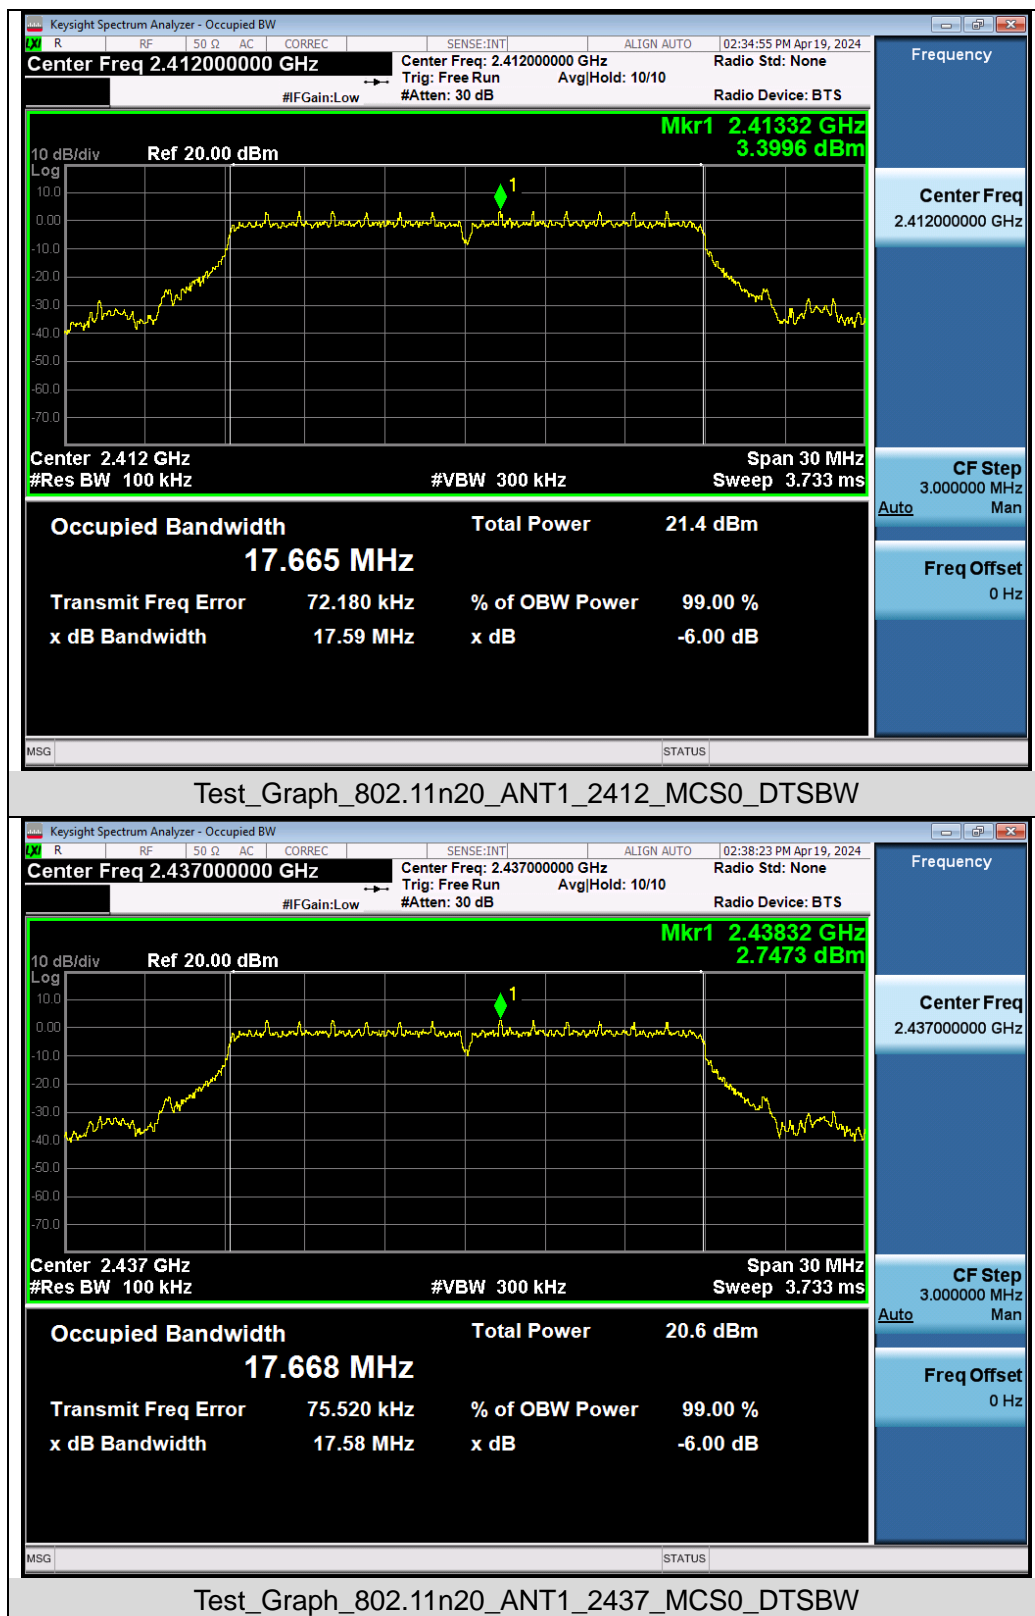 Keysight Spectrum Analyzer - Occupied BW
LXI R RF 50 Ω AC CORREC SENSE:INT ALIGN AUTO 02:34:55 PM Apr 19, 2024
Center Freq 2.412000000 GHz Center Freq: 2.412000000 GHz Radio Std: None
Trig: Free Run Avg|Hold: 10/10
#IFGain:Low #Atten: 30 dB Radio Device: BTS
Frequency
Mkr1 2.41332 GHz
3.3996 dBm
10 dB/div Ref 20.00 dBm
Log
10.0
0.00
-10.0
-20.0
-30.0
-40.0
-50.0
-60.0
-70.0
1
Center 2.412 GHz Span 30 MHz
#Res BW 100 kHz #VBW 300 kHz Sweep 3.733 ms
Center Freq
2.412000000 GHz
CF Step
3.000000 MHz
Auto Man
Freq Offset
0 Hz
Occupied Bandwidth Total Power 21.4 dBm
17.665 MHz
Transmit Freq Error 72.180 kHz % of OBW Power 99.00 %
x dB Bandwidth 17.59 MHz x dB -6.00 dB
MSG STATUS
Test_Graph_802.11n20_ANT1_2412_MCS0_DTSBW
Keysight Spectrum Analyzer - Occupied BW
LXI R RF 50 Ω AC CORREC SENSE:INT ALIGN AUTO 02:38:23 PM Apr 19, 2024
Center Freq 2.437000000 GHz Center Freq: 2.437000000 GHz Radio Std: None
Trig: Free Run Avg|Hold: 10/10
#IFGain:Low #Atten: 30 dB Radio Device: BTS
Frequency
Mkr1 2.43832 GHz
2.7473 dBm
10 dB/div Ref 20.00 dBm
Log
10.0
0.00
-10.0
-20.0
-30.0
-40.0
-50.0
-60.0
-70.0
1
Center 2.437 GHz Span 30 MHz
#Res BW 100 kHz #VBW 300 kHz Sweep 3.733 ms
Center Freq
2.437000000 GHz
CF Step
3.000000 MHz
Auto Man
Freq Offset
0 Hz
Occupied Bandwidth Total Power 20.6 dBm
17.668 MHz
Transmit Freq Error 75.520 kHz % of OBW Power 99.00 %
x dB Bandwidth 17.58 MHz x dB -6.00 dB
MSG STATUS
Test_Graph_802.11n20_ANT1_2437_MCS0_DTSBW